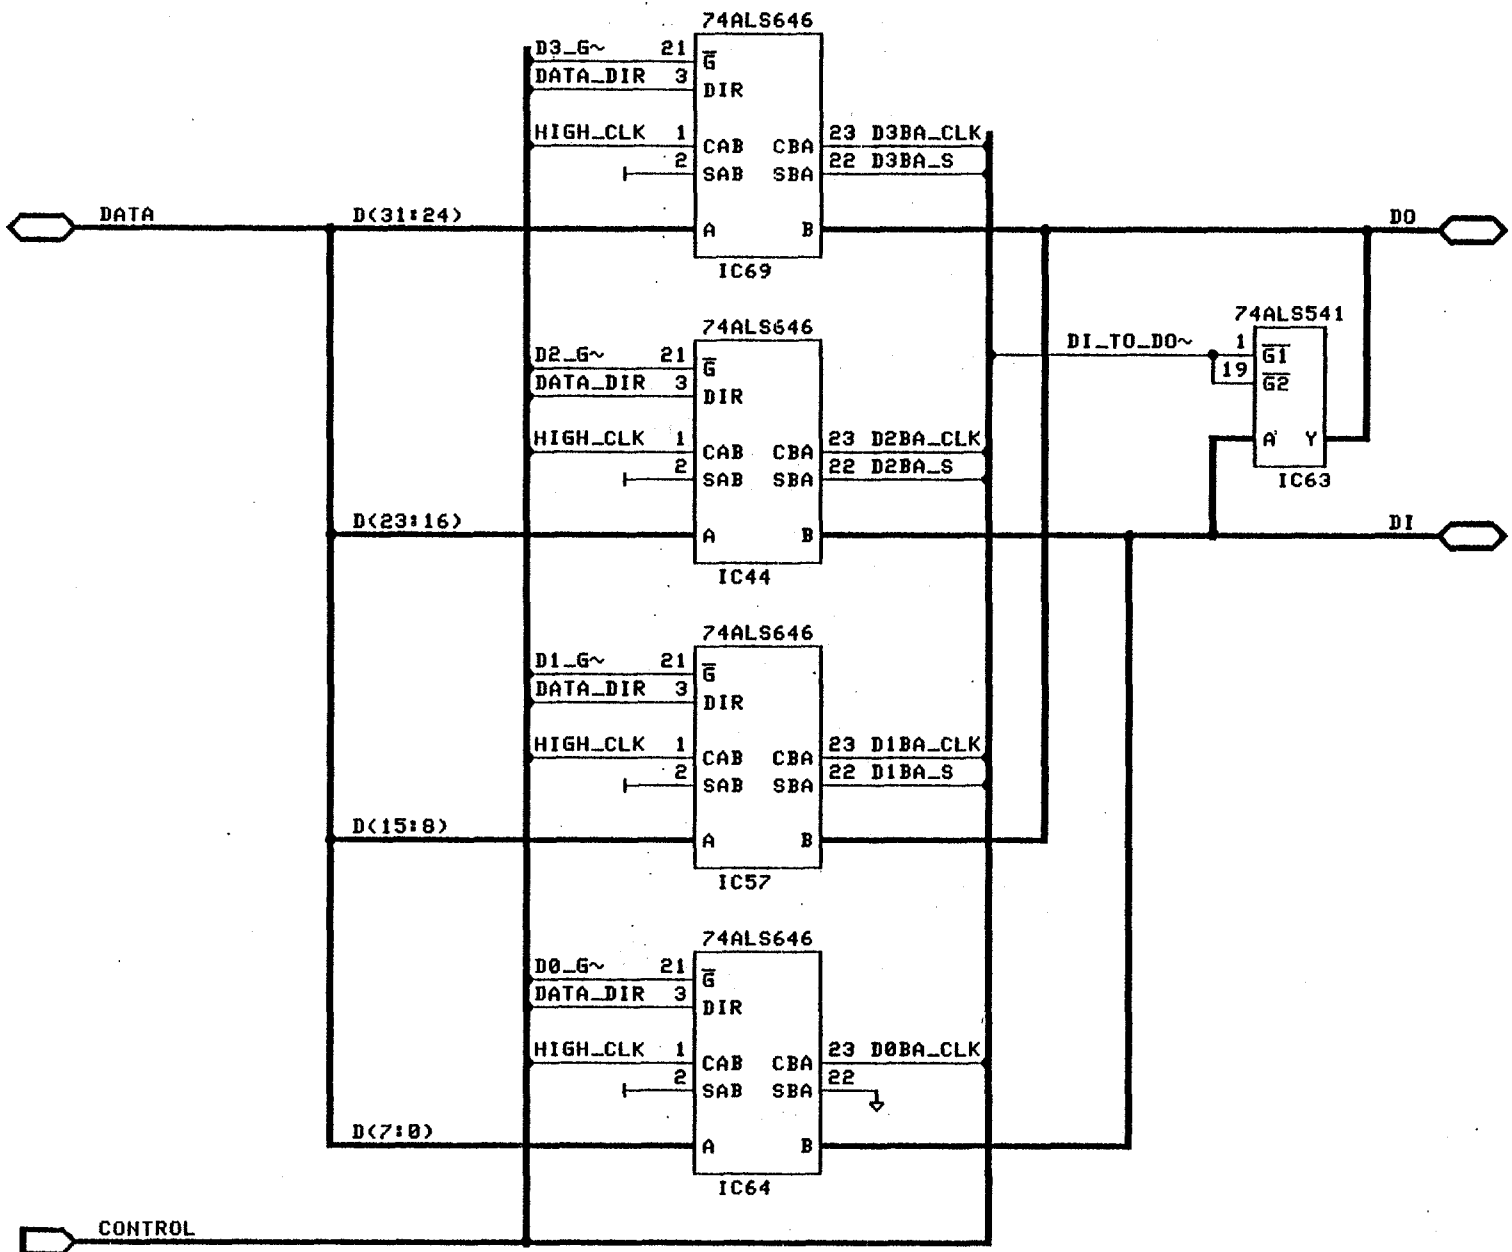 74ALS646
D3_G~ 21 G
DATA_DIR 3 DIR
HIGH_CLK 1 CAB CBA 23 D3BA_CLK
2 SAB SBA 22 D3BA_S
DATA D(31:24) A B DO
IC69
74ALS541
74ALS646
DI_TO_DO~ 1 G1
D2_G~ 21 G
19 G2
DATA_DIR 3 DIR
HIGH_CLK 1 CAB CBA 23 D2BA_CLK
A Y
2 SAB SBA 22 D2BA_S
IC63
D(23:16) A B DI
IC44
74ALS646
D1_G~ 21 G
DATA_DIR 3 DIR
HIGH_CLK 1 CAB CBA 23 D1BA_CLK
2 SAB SBA 22 D1BA_S
D(15:8) A B
IC57
74ALS646
D0_G~ 21 G
DATA_DIR 3 DIR
HIGH_CLK 1 CAB CBA 23 D0BA_CLK
2 SAB SBA 22
D(7:0) A B
IC64
CONTROL